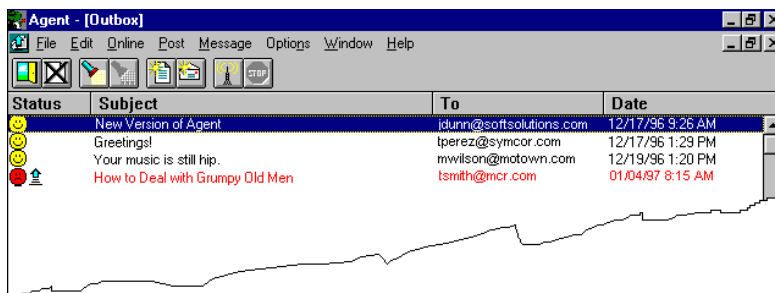 Agent - [Outbox]
File Edit Online Post Message Options Window Help
STOP
Status Subject To Date
New Version of Agent jdunn@softsolutions.com 12/17/96 9:26 AM
Greetings! tperez@symcor.com 12/17/96 1:29 PM
Your music is still hip. mwilson@motown.com 12/19/96 1:20 PM
How to Deal with Grumpy Old Men tsmith@mcr.com 01/04/97 8:15 AM